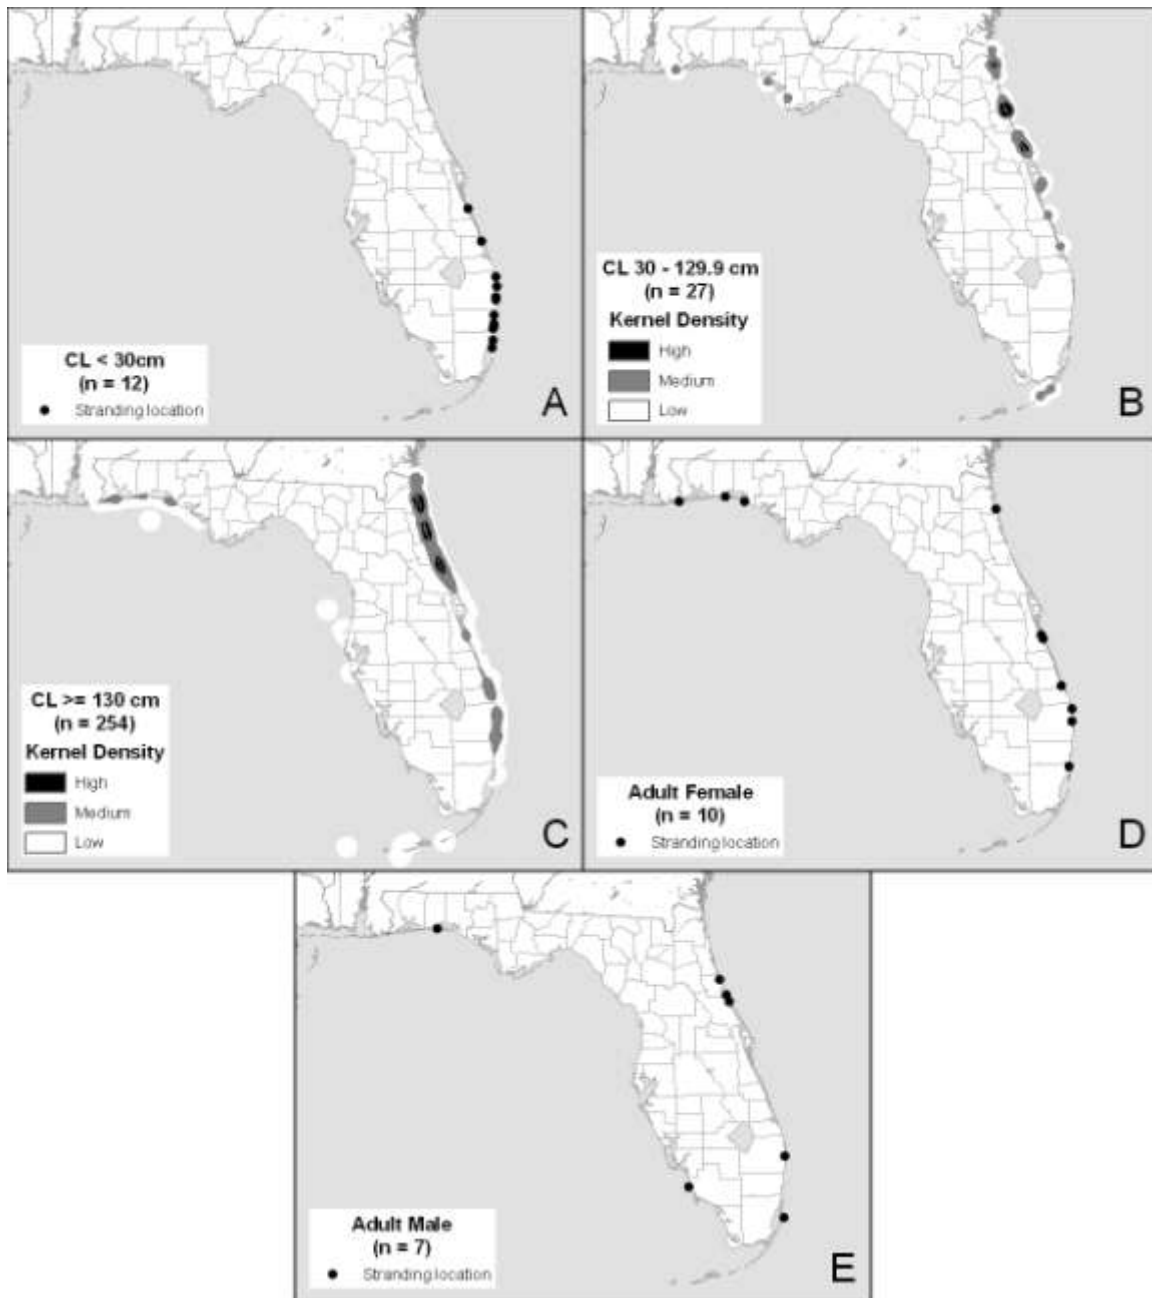 CL < 30cm
(n = 12)
Stranding location
A
CL 30 - 129.9 cm
(n = 27)
Kernel Density
High
Medium
Low
B
CL >= 130 cm
(n = 254)
Kernel Density
High
Medium
Low
C
Adult Female
(n = 10)
Stranding location
D
Adult Male
(n = 7)
Stranding location
E